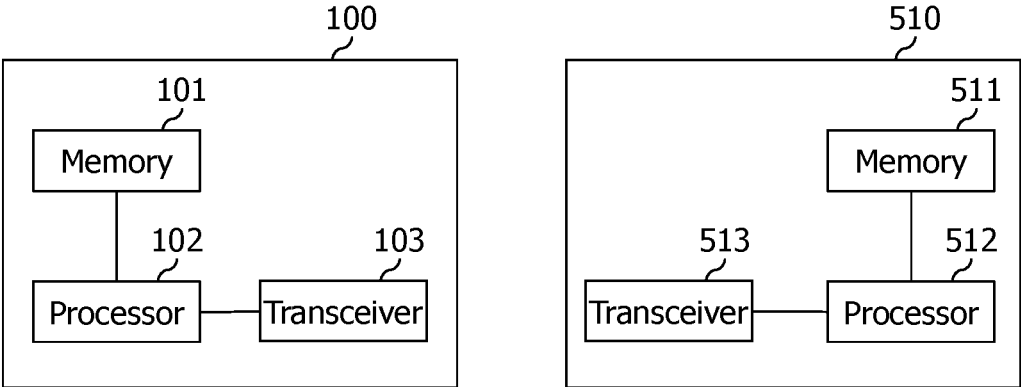 100
510
101
511
Memory
Memory
102
103
513
512
Processor
Transceiver
Transceiver
Processor